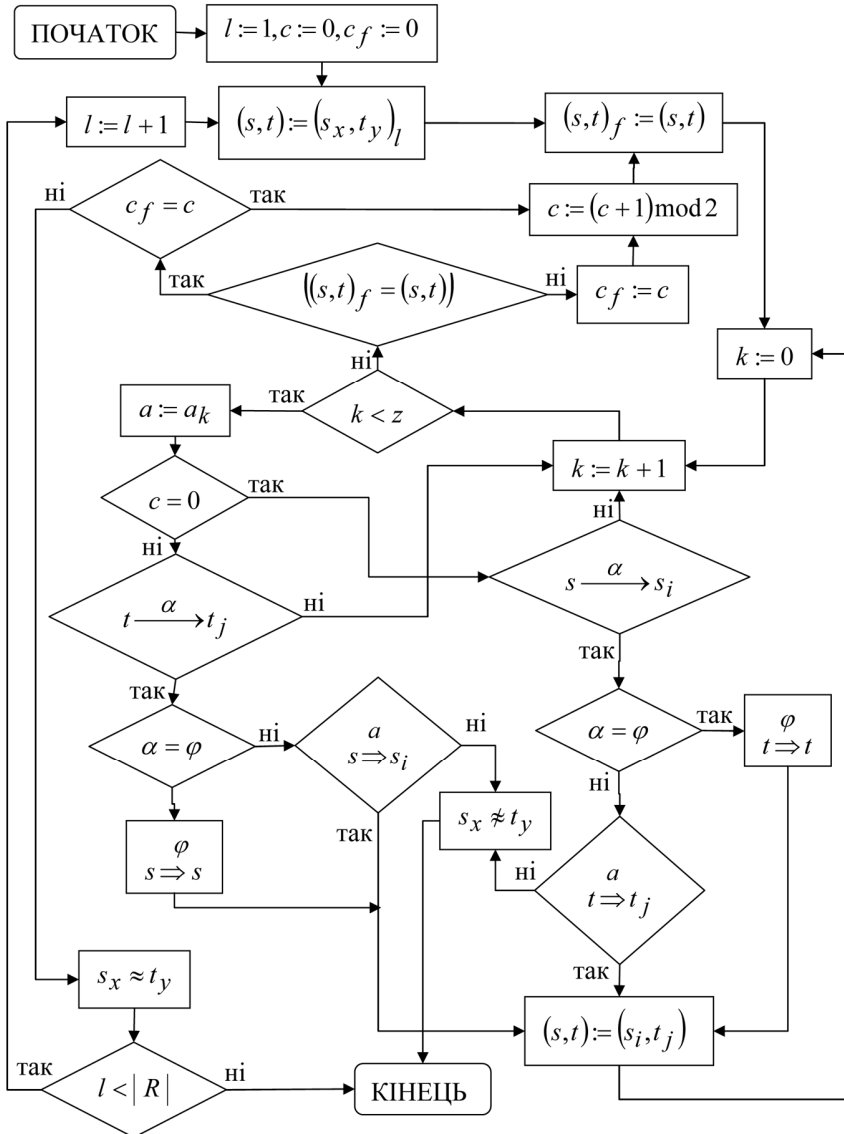 ПОЧАТОК
l:=1,c:=0,c_f:=0
l:=l+1
(s,t):=(s_x,t_y)_l
(s,t)_f:=(s,t)
ні
c_f=c
так
c:=(c+1)mod2
так
((s,t)_f=(s,t))
ні
c_f:=c
ні
k:=0
a:=a_k
так
k<z
c=0
так
k:=k+1
ні
ні
s —α→ s_i
t —α→ t_j
ні
так
так
α=φ
ні
a
s⇒s_i
ні
α=φ
так
φ
t⇒t
ні
φ
s⇒s
так
s_x≉t_y
ні
a
t⇒t_j
так
s_x≈t_y
(s,t):=(s_i,t_j)
так
l<|R|
ні
КІНЕЦЬ